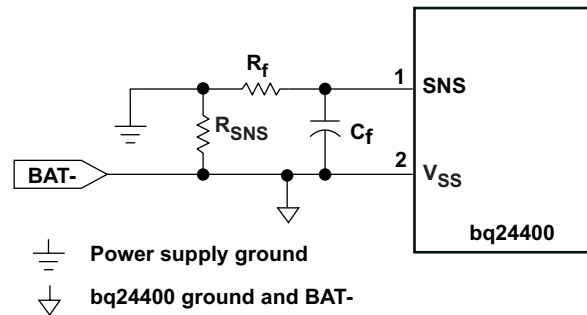 Rf
1
SNS
RSNS
Cf
BAT-
2
VSS
bq24400
Power supply ground
bq24400 ground and BAT-